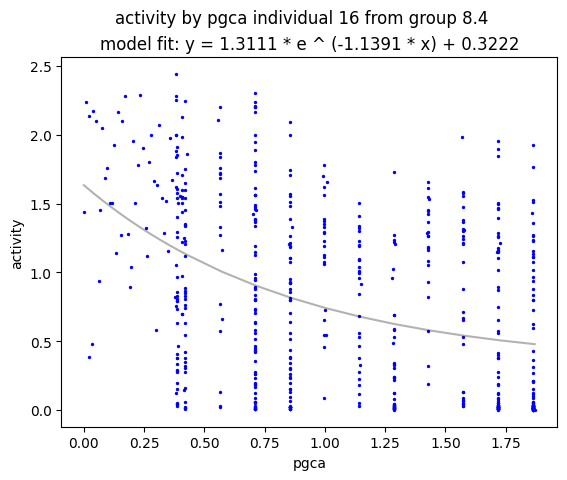 activity by pgca individual 16 from group 8.4
model fit: y = 1.3111 * e ^ (-1.1391 * x) + 0.3222
2.5
2.0
1.5
1.0
0.5
0.0
activity
0.00 0.25 0.50 0.75 1.00 1.25 1.50 1.75
pgca